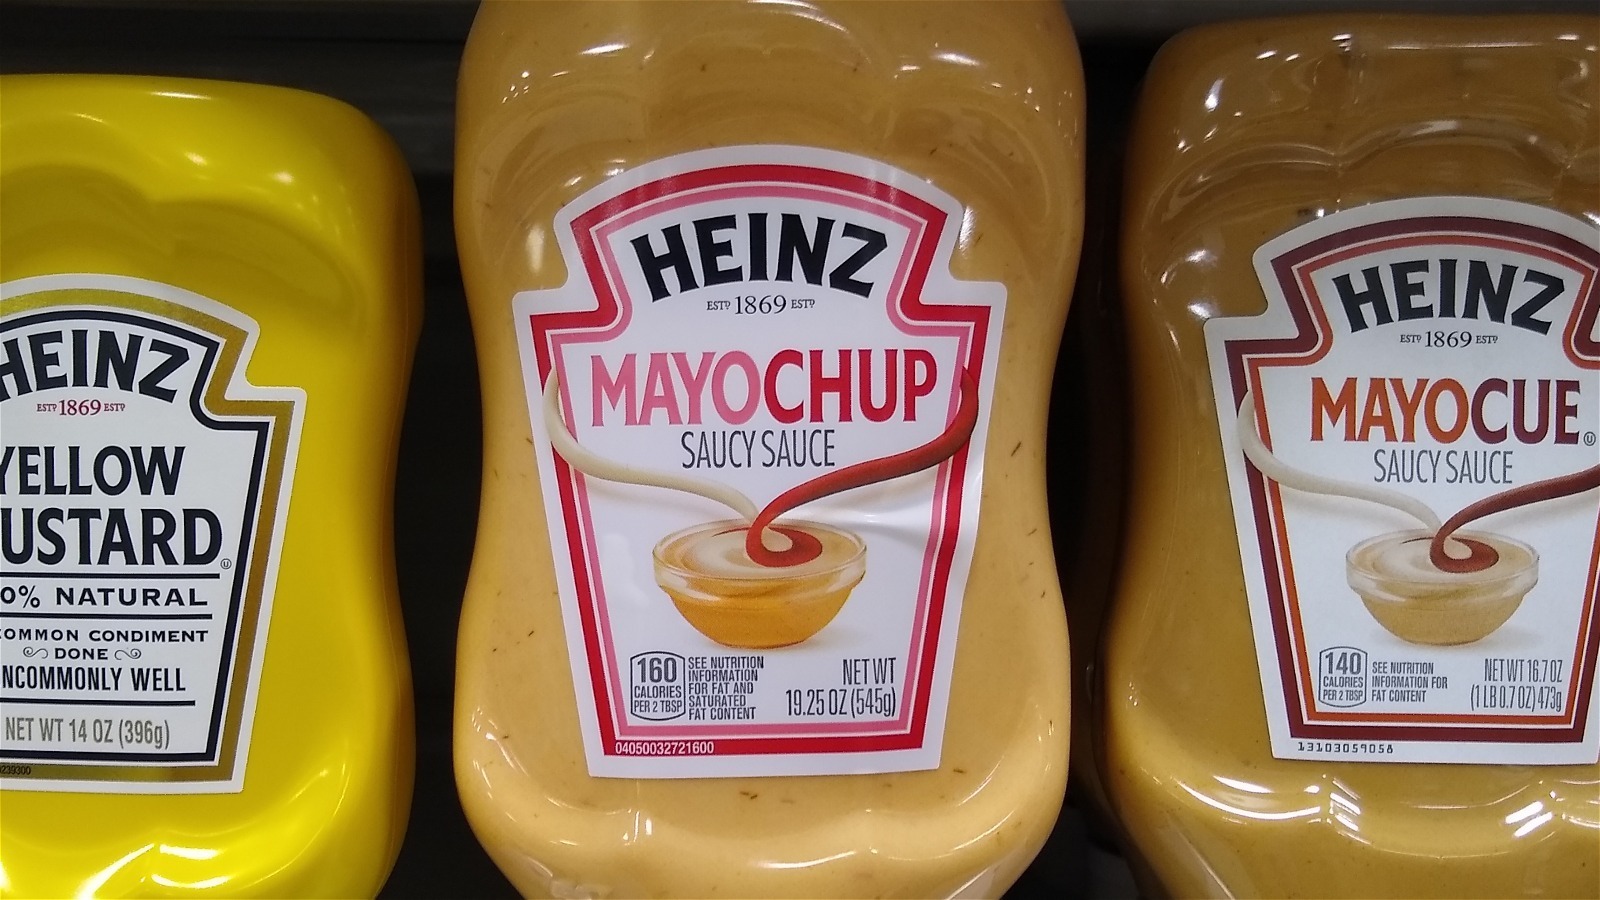 HEINZ
ESTD 1869 ESTD
YELLOW
USTARD
0% NATURAL
OMMON CONDIMENT
DONE
NCOMMONLY WELL
NET WT 14 OZ (396g)
239300
HEINZ
ESTD 1869 ESTD
MAYOCHUP
SAUCY SAUCE
160
CALORIES
PER 2 TBSP
SEE NUTRITION
INFORMATION
FOR FAT AND
SATURATED
FAT CONTENT
NET WT
19.25 OZ (545g)
04050032721600
HEINZ
ESTD 1869 ESTD
MAYOCUE
SAUCY SAUCE
140
CALORIES
PER 2 TBSP
SEE NUTRITION
INFORMATION FOR
FAT CONTENT
NET WT 16.7 OZ
(1 LB 0.7 OZ) 473g
13103059058